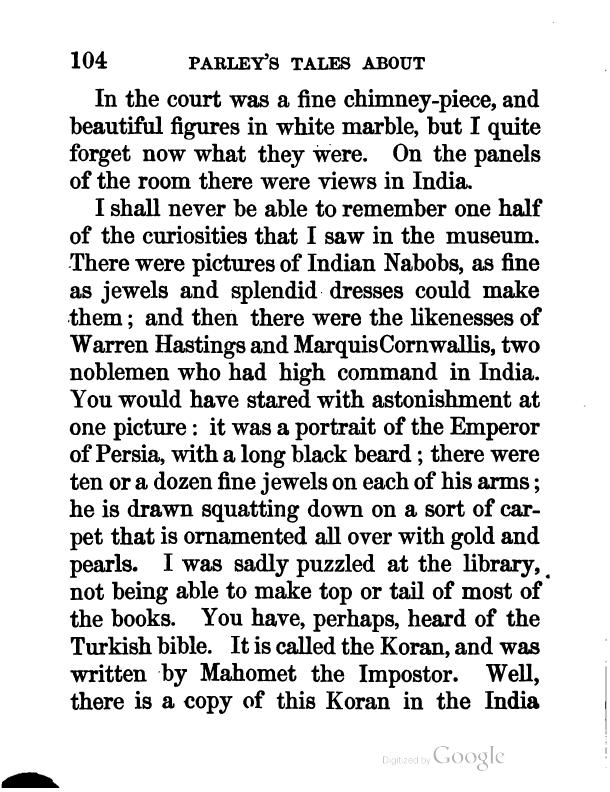 104 PARLEY'S TALES ABOUT
In the court was a fine chimney-piece, and
beautiful figures in white marble, but I quite
forget now what they were. On the panels
of the room there were views in India.
I shall never be able to remember one half
of the curiosities that I saw in the museum.
There were pictures of Indian Nabobs, as fine
as jewels and splendid dresses could make
them; and then there were the likenesses of
Warren Hastings and Marquis Cornwallis, two
noblemen who had high command in India.
You would have stared with astonishment at
one picture: it was a portrait of the Emperor
of Persia, with a long black beard; there were
ten or a dozen fine jewels on each of his arms;
he is drawn squatting down on a sort of car-
pet that is ornamented all over with gold and
pearls. I was sadly puzzled at the library,
not being able to make top or tail of most of
the books. You have, perhaps, heard of the
Turkish bible. It is called the Koran, and was
written by Mahomet the Impostor. Well,
there is a copy of this Koran in the India
Digitized by Google